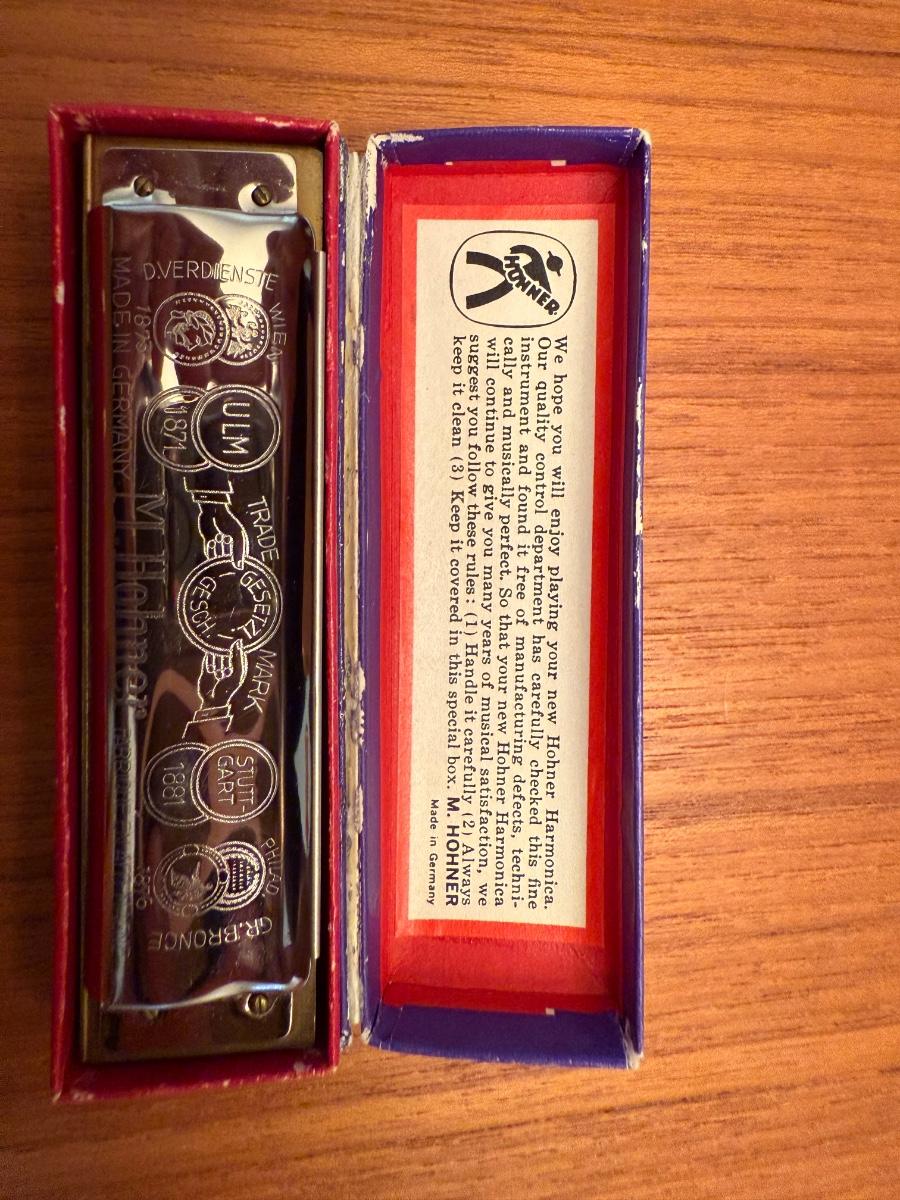 D.VERDIENSTE
WIEN
ULM
1871
TRADE
MARK
GESETZL.
GESCH.
STUTT-
GART
1881
PHILAD
GR.BRONCE
MADE IN GERMANY
M. Hohner
HOHNER
We hope you will enjoy playing your new Hohner Harmonica.
Our quality control department has carefully checked this fine
instrument and found it free of manufacturing defects, techni-
cally and musically perfect. So that your new Hohner Harmonica
will continue to give you many years of musical satisfaction, we
suggest you follow these rules: (1) Handle it carefully (2) Always
keep it clean (3) Keep it covered in this special box. M. HOHNER
Made in Germany